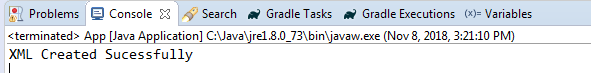 Problems Console Search Gradle Tasks Gradle Executions (x)= Variables
<terminated> App [Java Application] C:\Java\jre1.8.0_73\bin\javaw.exe (Nov 8, 2018, 3:21:10 PM)
XML Created Sucessfully